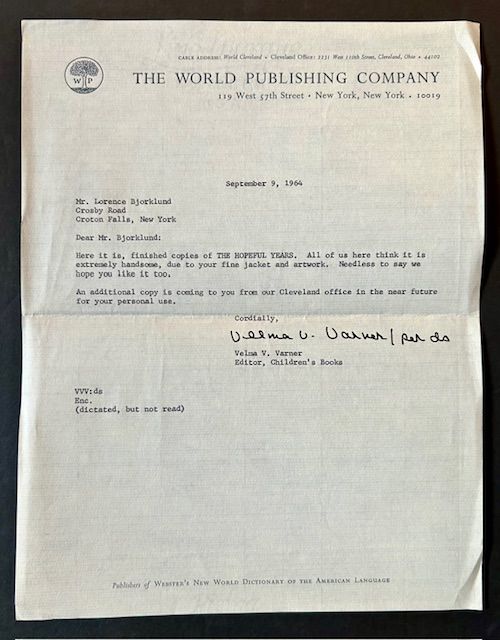 CABLE ADDRESS: World Cleveland • Cleveland Office: 2231 West 110th Street, Cleveland, Ohio • 44102
W P
THE WORLD PUBLISHING COMPANY
119 West 57th Street • New York, New York • 10019
September 9, 1964
Mr. Lorence Bjorklund
Crosby Road
Croton Falls, New York
Dear Mr. Bjorklund:
Here it is, finished copies of THE HOPEFUL YEARS. All of us here think it is
extremely handsome, due to your fine jacket and artwork. Needless to say we
hope you like it too.
An additional copy is coming to you from our Cleveland office in the near future
for your personal use.
Cordially,
Velma V. Varner/per ds
Velma V. Varner
Editor, Children's Books
VVV:ds
Enc.
(dictated, but not read)
Publishers of WEBSTER'S NEW WORLD DICTIONARY OF THE AMERICAN LANGUAGE